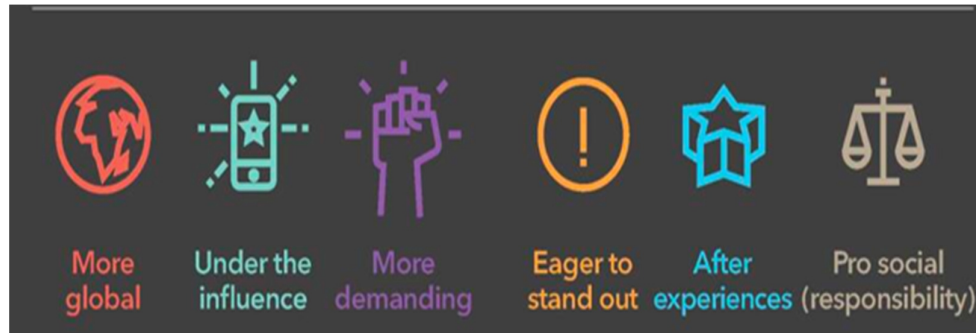 More
global
Under the
influence
More
demanding
Eager to
stand out
After
experiences
Pro social
(responsibility)